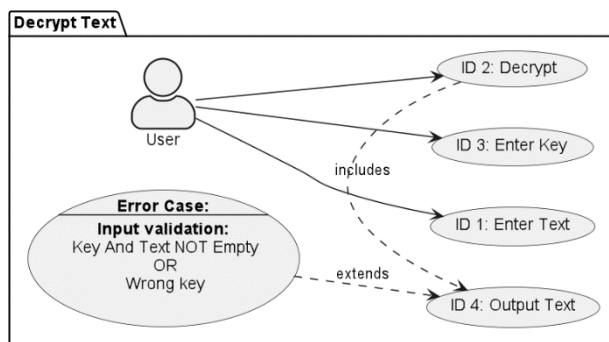 Decrypt Text
ID 2: Decrypt
User
ID 3: Enter Key
includes
Error Case:
Input validation:
Key And Text NOT Empty
OR
Wrong key
ID 1: Enter Text
extends
ID 4: Output Text